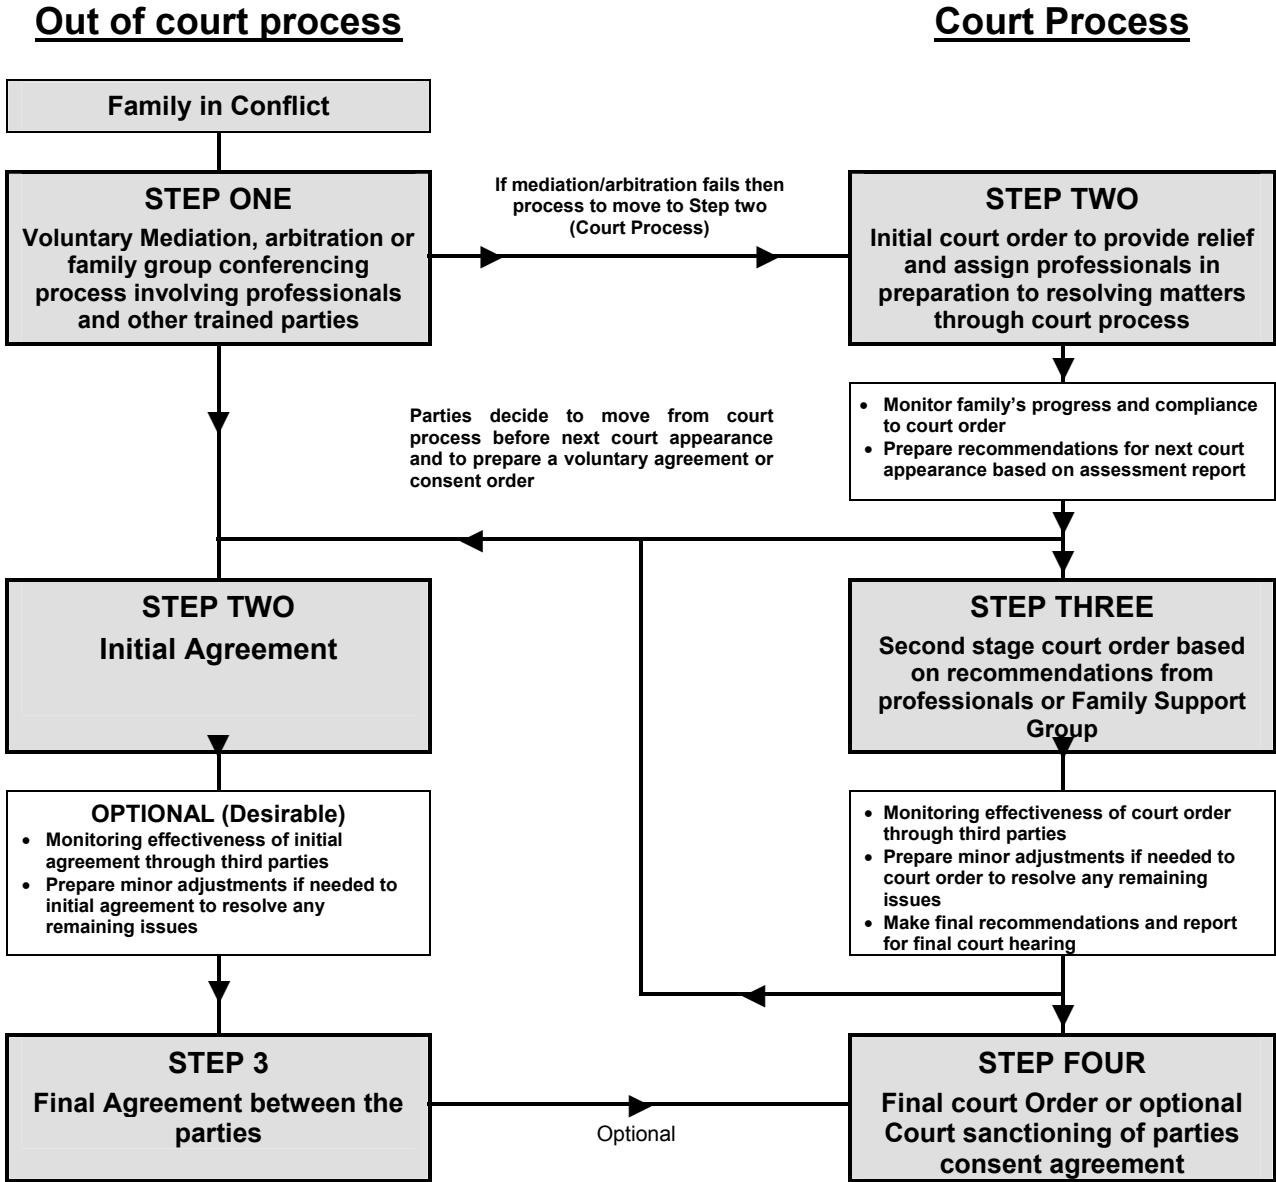 Out of court process
Court Process
Family in Conflict
STEP ONE
Voluntary Mediation, arbitration or
family group conferencing
process involving professionals
and other trained parties
If mediation/arbitration fails then
process to move to Step two
(Court Process)
STEP TWO
Initial court order to provide relief
and assign professionals in
preparation to resolving matters
through court process
• Monitor family’s progress and compliance
to court order
• Prepare recommendations for next court
appearance based on assessment report
Parties decide to move from court
process before next court appearance
and to prepare a voluntary agreement or
consent order
STEP TWO
Initial Agreement
STEP THREE
Second stage court order based
on recommendations from
professionals or Family Support
Group
OPTIONAL (Desirable)
• Monitoring effectiveness of initial
agreement through third parties
• Prepare minor adjustments if needed to
initial agreement to resolve any
remaining issues
• Monitoring effectiveness of court order
through third parties
• Prepare minor adjustments if needed to
court order to resolve any remaining
issues
• Make final recommendations and report
for final court hearing
STEP 3
Final Agreement between the
parties
Optional
STEP FOUR
Final court Order or optional
Court sanctioning of parties
consent agreement